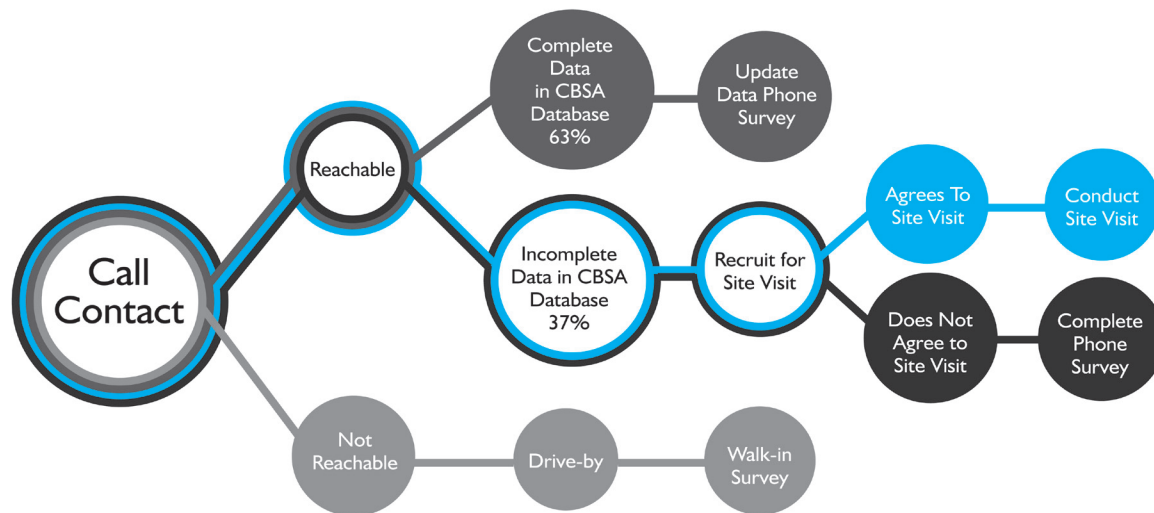 Complete
Data
in CBSA
Database
63%
Update
Data Phone
Survey
Reachable
Agrees To
Site Visit
Conduct
Site Visit
Call
Contact
Incomplete
Data in CBSA
Database
37%
Recruit for
Site Visit
Does Not
Agree to
Site Visit
Complete
Phone
Survey
Not
Reachable
Drive-by
Walk-in
Survey